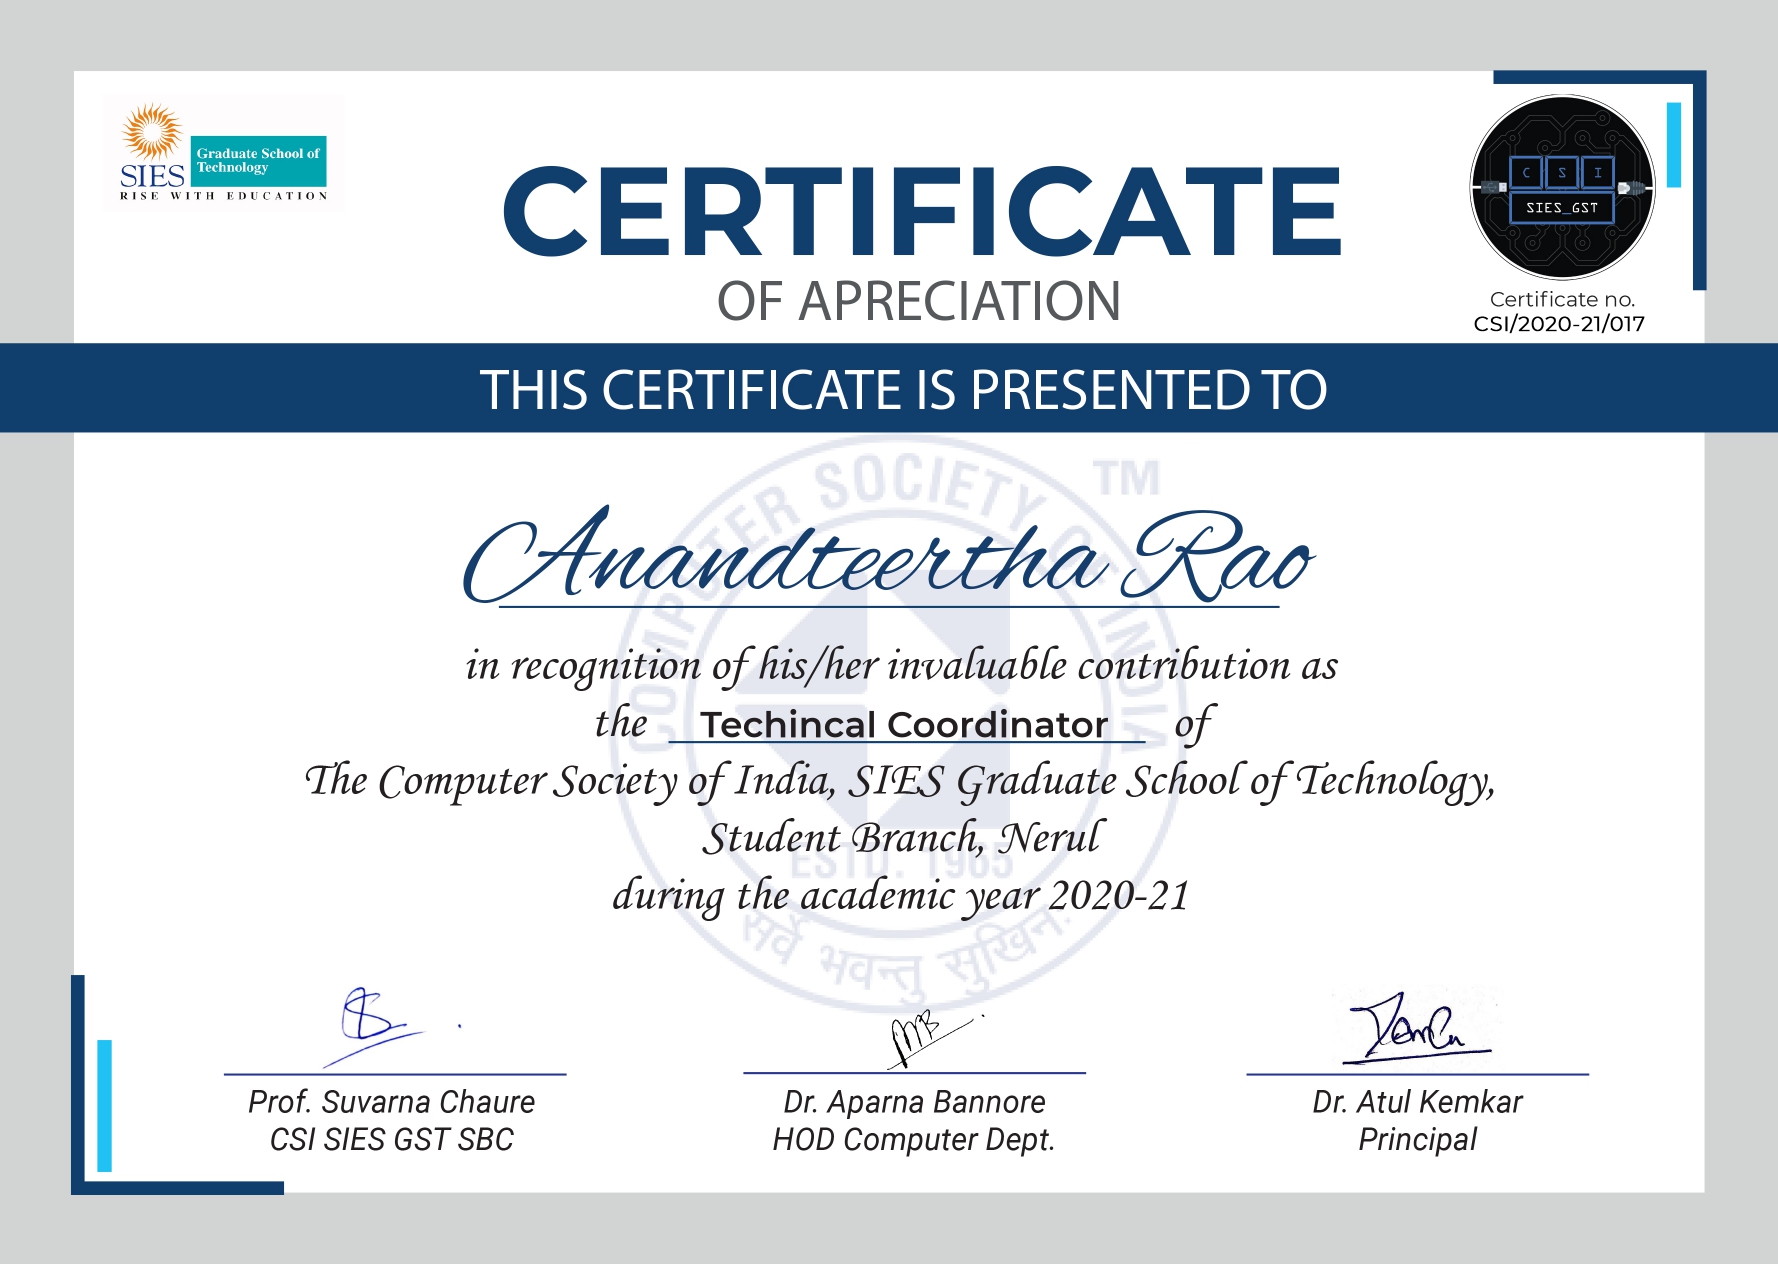 SIES
Graduate School of
Technology
RISE WITH EDUCATION
C S I
SIES_GST
CERTIFICATE
OF APRECIATION
Certificate no.
CSI/2020-21/017
THIS CERTIFICATE IS PRESENTED TO
COMPUTER SOCIETY OF INDIA
TM
Anandteertha Rao
in recognition of his/her invaluable contribution as
the Techincal Coordinator of
The Computer Society of India, SIES Graduate School of Technology,
Student Branch, Nerul
ESTD. 1965
during the academic year 2020-21
सर्वे भवन्तु सुखिनः
Prof. Suvarna Chaure
CSI SIES GST SBC
Dr. Aparna Bannore
HOD Computer Dept.
Dr. Atul Kemkar
Principal